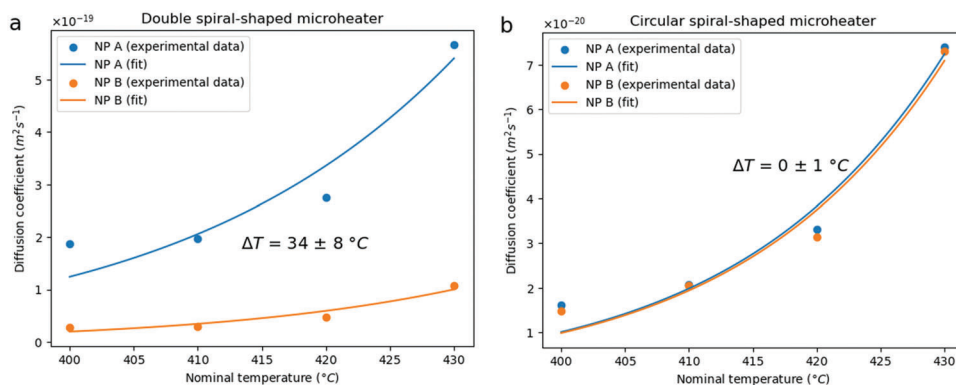 a
×10⁻¹⁹
Double spiral-shaped microheater
NP A (experimental data)
NP A (fit)
NP B (experimental data)
NP B (fit)
Diffusion coefficient (m²s⁻¹)
5
4
3
2
1
0
ΔT = 34 ± 8 °C
400 405 410 415 420 425 430
Nominal temperature (°C)
b
×10⁻²⁰
Circular spiral-shaped microheater
NP A (experimental data)
NP A (fit)
NP B (experimental data)
NP B (fit)
Diffusion coefficient (m²s⁻¹)
7
6
5
4
3
2
1
ΔT = 0 ± 1 °C
400 405 410 415 420 425 430
Nominal temperature (°C)